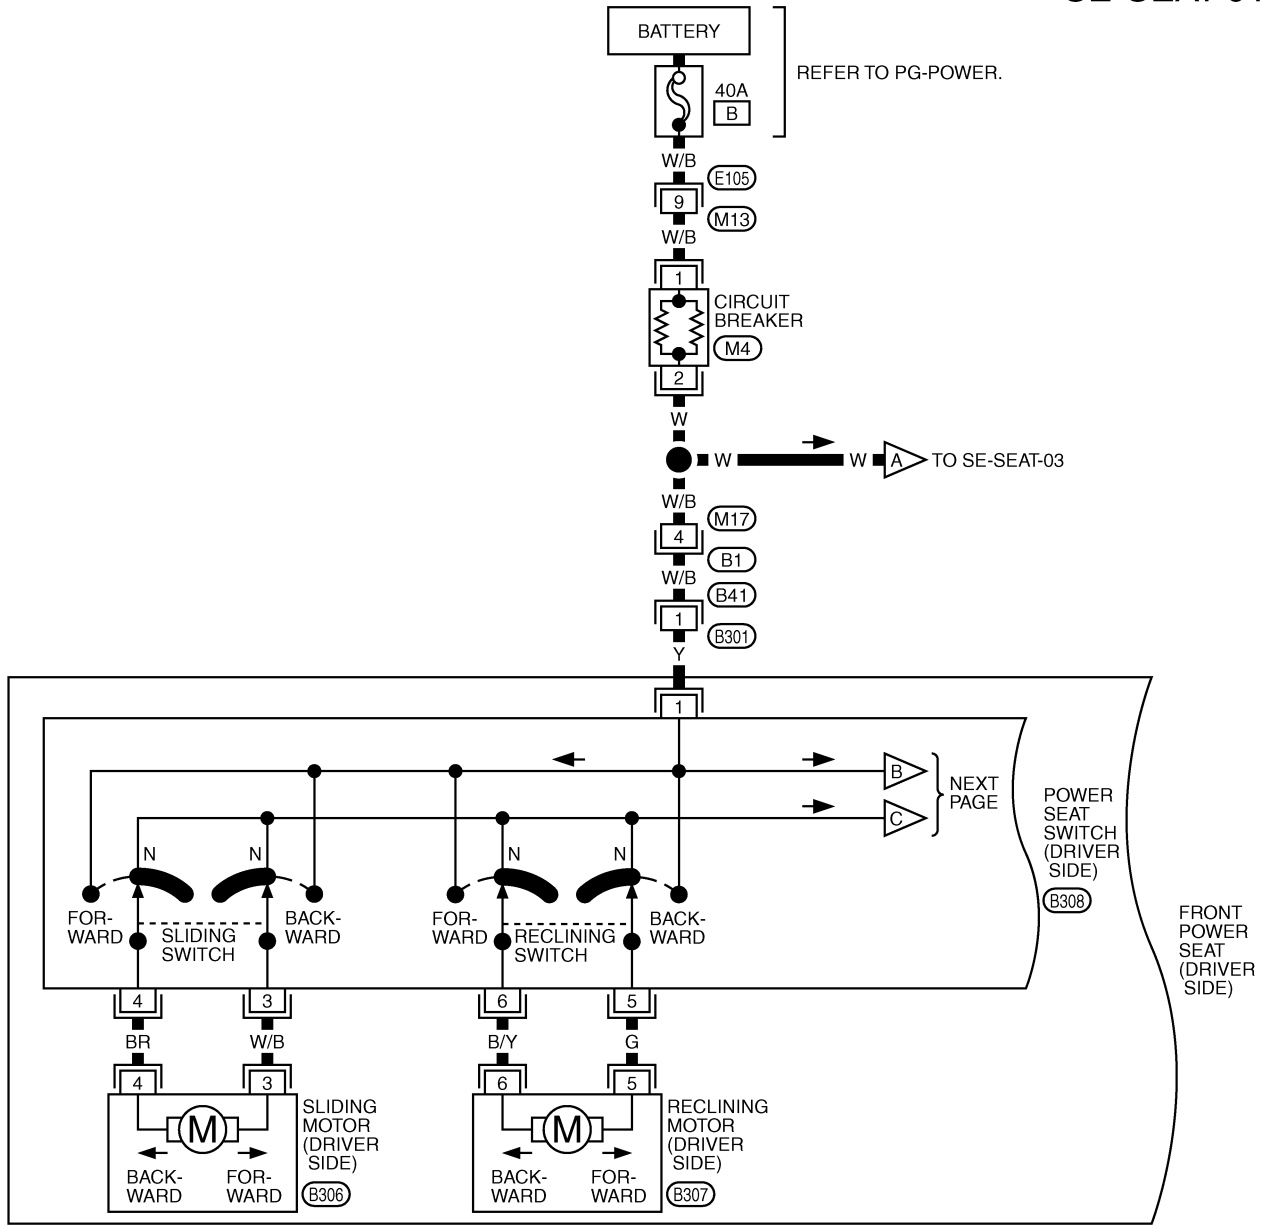 BATTERY
REFER TO PG-POWER.
40A
B
W/B
E105
9
M13
W/B
1
CIRCUIT
BREAKER
M4
2
W
W
W
A
TO SE-SEAT-03
W/B
M17
4
B1
W/B
B41
1
B301
Y
1
B
NEXT
PAGE
C
POWER
SEAT
SWITCH
(DRIVER
SIDE)
B308
N
N
N
N
FOR-
WARD
SLIDING
SWITCH
BACK-
WARD
FOR-
WARD
RECLINING
SWITCH
BACK-
WARD
FRONT
POWER
SEAT
(DRIVER
SIDE)
4
3
6
5
BR
W/B
B/Y
G
4
3
6
5
M
BACK-
WARD
FOR-
WARD
SLIDING
MOTOR
(DRIVER
SIDE)
B306
M
BACK-
WARD
FOR-
WARD
RECLINING
MOTOR
(DRIVER
SIDE)
B307